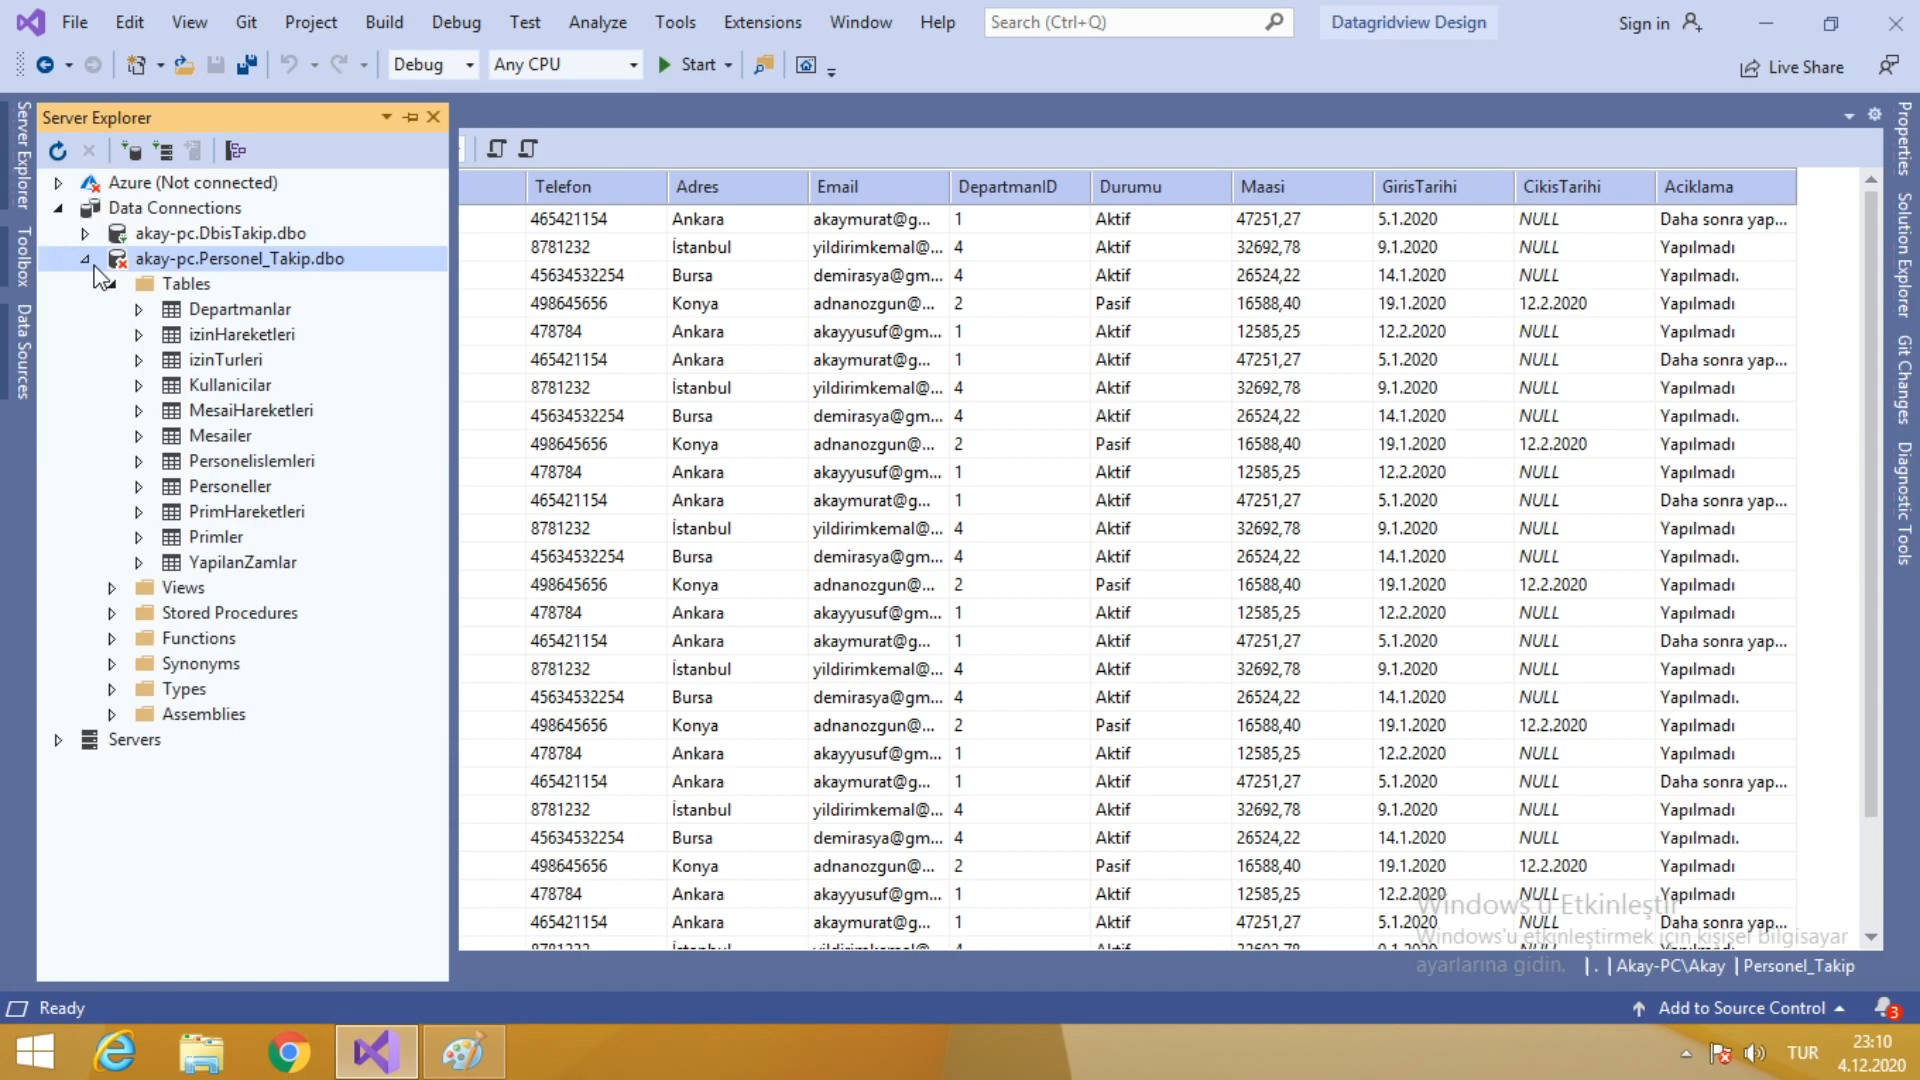 File Edit View Git Project Build Debug Test Analyze Tools Extensions Window Help Search (Ctrl+Q) Datagridview Design Sign in
Debug Any CPU Start Live Share
Server Explorer
Toolbox
Data Sources
Server Explorer
Azure (Not connected)
Data Connections
akay-pc.DbisTakip.dbo
akay-pc.Personel_Takip.dbo
Tables
Departmanlar
izinHareketleri
izinTurleri
Kullanicilar
MesaiHareketleri
Mesailer
Personelislemleri
Personeller
PrimHareketleri
Primler
YapilanZamlar
Views
Stored Procedures
Functions
Synonyms
Types
Assemblies
Servers
Telefon Adres Email DepartmanID Durumu Maasi GirisTarihi CikisTarihi Aciklama
465421154 Ankara akaymurat@g... 1 Aktif 47251,27 5.1.2020 NULL Daha sonra yap...
8781232 İstanbul yildirimkemal@... 4 Aktif 32692,78 9.1.2020 NULL Yapılmadı
45634532254 Bursa demirasya@gm... 4 Aktif 26524,22 14.1.2020 NULL Yapılmadı.
498645656 Konya adnanozgun@... 2 Pasif 16588,40 19.1.2020 12.2.2020 Yapılmadı
478784 Ankara akayyusuf@gm... 1 Aktif 12585,25 12.2.2020 NULL Yapılmadı
465421154 Ankara akaymurat@g... 1 Aktif 47251,27 5.1.2020 NULL Daha sonra yap...
8781232 İstanbul yildirimkemal@... 4 Aktif 32692,78 9.1.2020 NULL Yapılmadı
45634532254 Bursa demirasya@gm... 4 Aktif 26524,22 14.1.2020 NULL Yapılmadı.
498645656 Konya adnanozgun@... 2 Pasif 16588,40 19.1.2020 12.2.2020 Yapılmadı
478784 Ankara akayyusuf@gm... 1 Aktif 12585,25 12.2.2020 NULL Yapılmadı
465421154 Ankara akaymurat@g... 1 Aktif 47251,27 5.1.2020 NULL Daha sonra yap...
8781232 İstanbul yildirimkemal@... 4 Aktif 32692,78 9.1.2020 NULL Yapılmadı
45634532254 Bursa demirasya@gm... 4 Aktif 26524,22 14.1.2020 NULL Yapılmadı.
498645656 Konya adnanozgun@... 2 Pasif 16588,40 19.1.2020 12.2.2020 Yapılmadı
478784 Ankara akayyusuf@gm... 1 Aktif 12585,25 12.2.2020 NULL Yapılmadı
465421154 Ankara akaymurat@g... 1 Aktif 47251,27 5.1.2020 NULL Daha sonra yap...
8781232 İstanbul yildirimkemal@... 4 Aktif 32692,78 9.1.2020 NULL Yapılmadı
45634532254 Bursa demirasya@gm... 4 Aktif 26524,22 14.1.2020 NULL Yapılmadı.
498645656 Konya adnanozgun@... 2 Pasif 16588,40 19.1.2020 12.2.2020 Yapılmadı
478784 Ankara akayyusuf@gm... 1 Aktif 12585,25 12.2.2020 NULL Yapılmadı
465421154 Ankara akaymurat@g... 1 Aktif 47251,27 5.1.2020 NULL Daha sonra yap...
8781232 İstanbul yildirimkemal@... 4 Aktif 32692,78 9.1.2020 NULL Yapılmadı
45634532254 Bursa demirasya@gm... 4 Aktif 26524,22 14.1.2020 NULL Yapılmadı.
498645656 Konya adnanozgun@... 2 Pasif 16588,40 19.1.2020 12.2.2020 Yapılmadı
478784 Ankara akayyusuf@gm... 1 Aktif 12585,25 12.2.2020 NULL Yapılmadı
465421154 Ankara akaymurat@g... 1 Aktif 47251,27 5.1.2020 NULL Daha sonra yap...
Windows'u Etkinleştir
Windows'u etkinleştirmek için kişisel bilgisayar
ayarlarına gidin. | . | Akay-PC\Akay | Personel_Takip
Properties
Solution Explorer
Git Changes
Diagnostic Tools
Ready Add to Source Control 3
TUR 23:10
4.12.2020